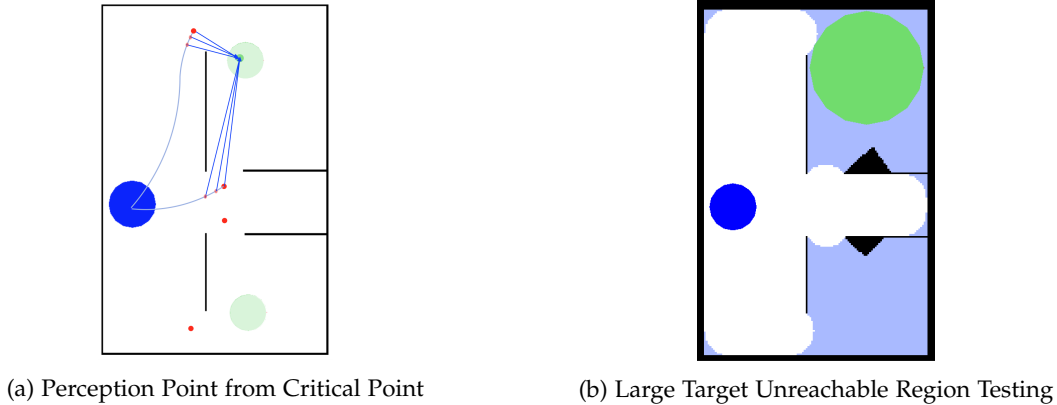 (a) Perception Point from Critical Point
(b) Large Target Unreachable Region Testing